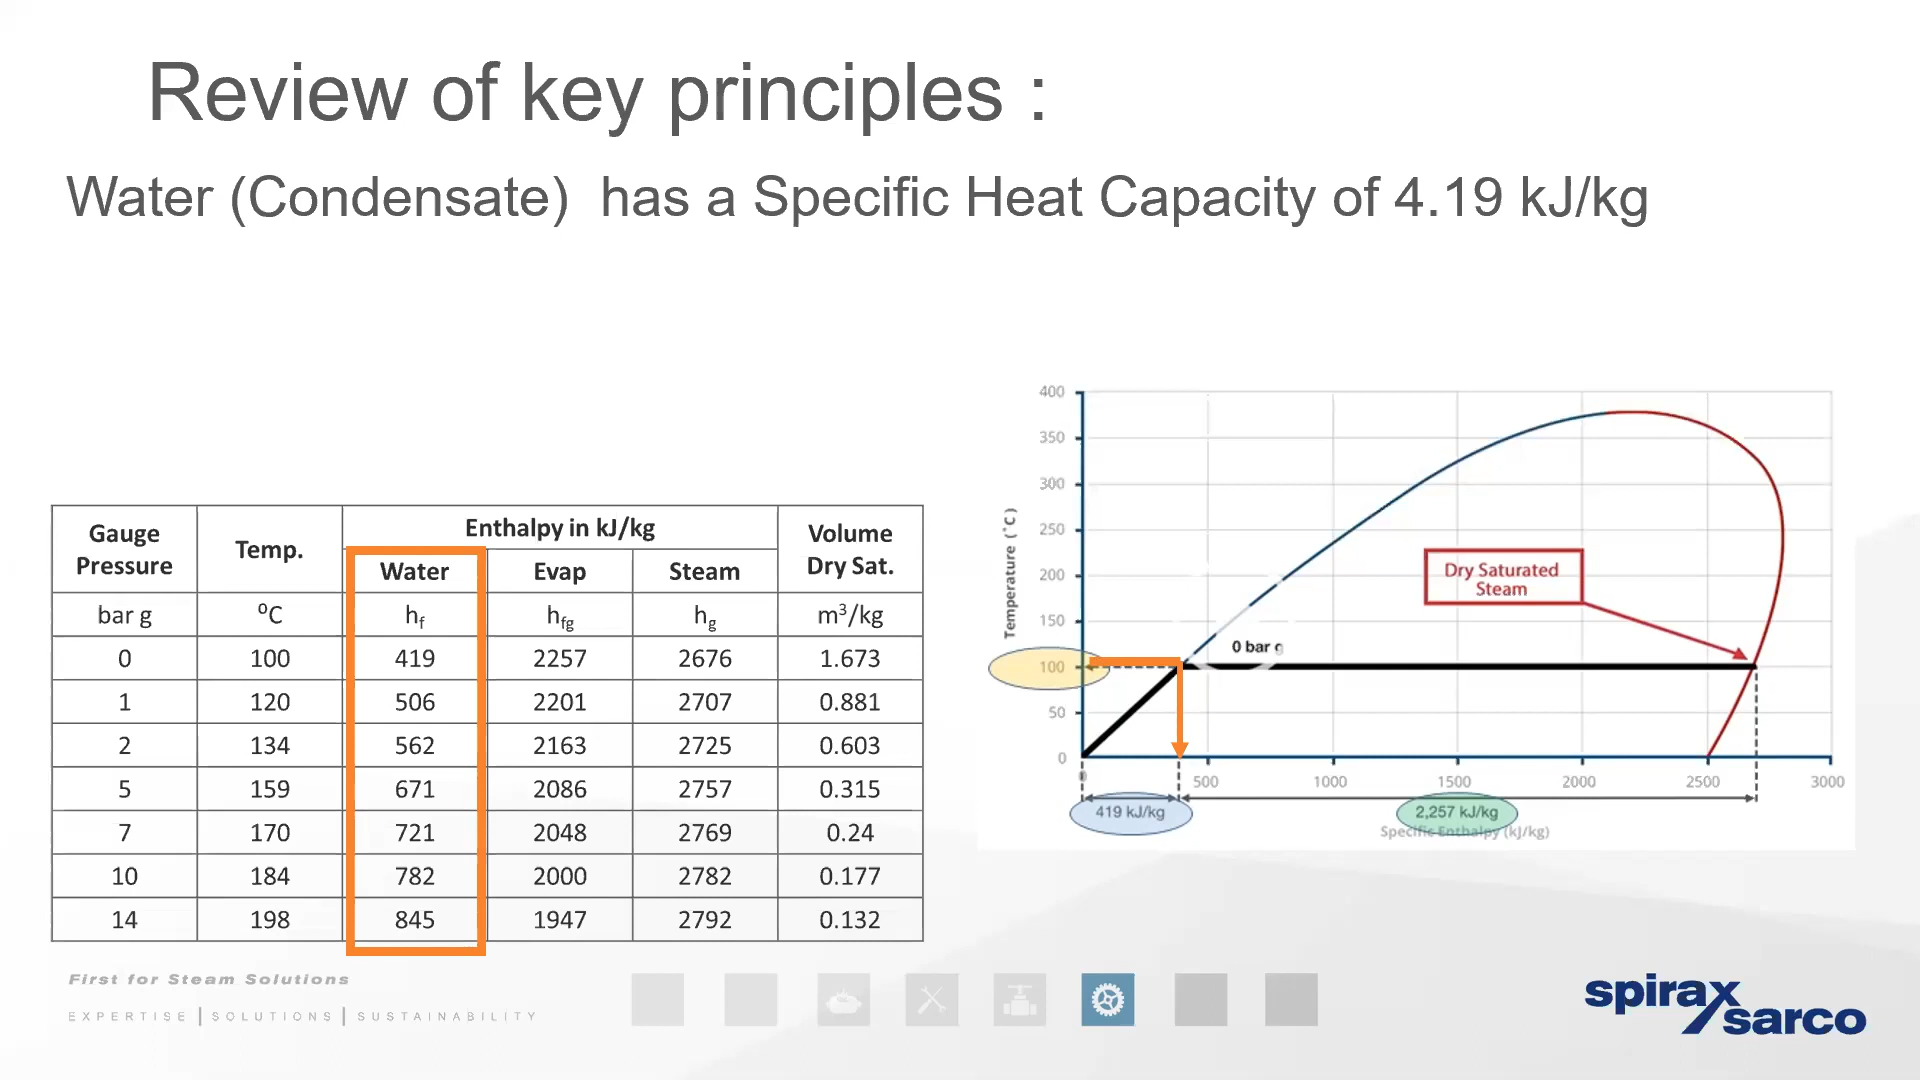 Review of key principles :
Water (Condensate) has a Specific Heat Capacity of 4.19 kJ/kg
Gauge Pressure Temp. Enthalpy in kJ/kg Volume Dry Sat.
Water Evap Steam
bar g ⁰C hf hfg hg m³/kg
0 100 419 2257 2676 1.673
1 120 506 2201 2707 0.881
2 134 562 2163 2725 0.603
5 159 671 2086 2757 0.315
7 170 721 2048 2769 0.24
10 184 782 2000 2782 0.177
14 198 845 1947 2792 0.132
Temperature (°C)
400
350
300
250
200
150
100
50
0
Dry Saturated
Steam
0 bar g
0 500 1000 1500 2000 2500 3000
419 kJ/kg 2,257 kJ/kg
Specific Enthalpy (kJ/kg)
First for Steam Solutions
EXPERTISE | SOLUTIONS | SUSTAINABILITY
spirax
sarco